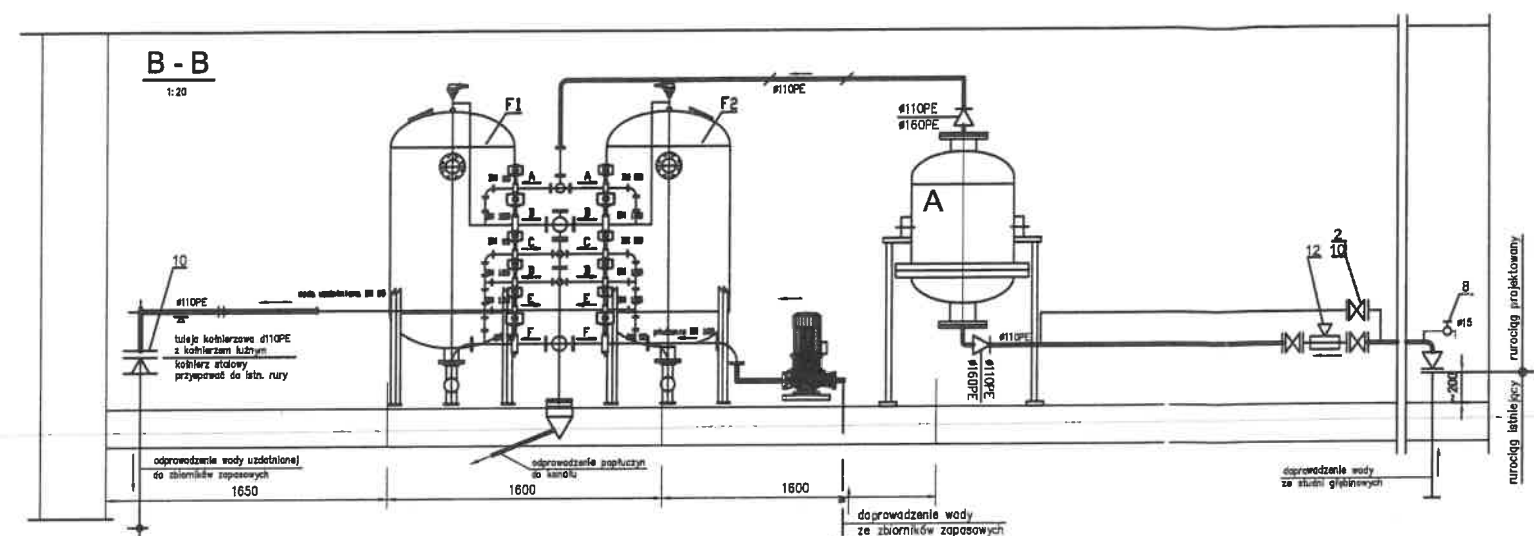 B - B
1:20
F1
F2
ø110PE
ø110PE
ø160PE
A
A
A
B
B
C
C
D
D
E
E
F
F
10
ø110PE
woda uzdatniona
tuleja kołnierzowa d110PE
z kołnierzem luźnym
kołnierz stalowy
przyspawać do istn. rury
ø110PE
ø160PE
ø110PE
12
2
10
8
ø15
~200
rurociąg projektowany
rurociąg istniejący
odprowadzenie wody uzdatnionej
do zbiorników zapasowych
odprowadzenie popłuczyn
do kanału
doprowadzenie wody
ze studni głębinowych
1650
1600
1600
doprowadzenie wody
ze zbiorników zapasowych